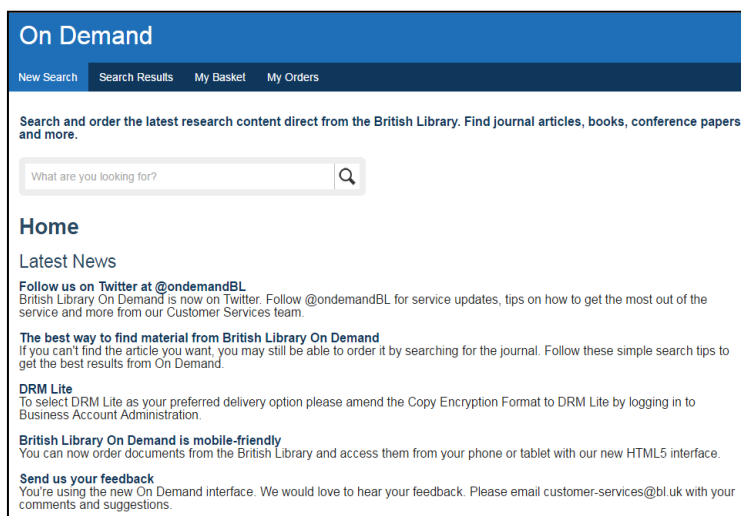 On Demand
New Search Search Results My Basket My Orders
Search and order the latest research content direct from the British Library. Find journal articles, books, conference papers
and more.
What are you looking for?
Home
Latest News
Follow us on Twitter at @ondemandBL
British Library On Demand is now on Twitter. Follow @ondemandBL for service updates, tips on how to get the most out of the
service and more from our Customer Services team.
The best way to find material from British Library On Demand
If you can't find the article you want, you may still be able to order it by searching for the journal. Follow these simple search tips to
get the best results from On Demand.
DRM Lite
To select DRM Lite as your preferred delivery option please amend the Copy Encryption Format to DRM Lite by logging in to
Business Account Administration.
British Library On Demand is mobile-friendly
You can now order documents from the British Library and access them from your phone or tablet with our new HTML5 interface.
Send us your feedback
You're using the new On Demand interface. We would love to hear your feedback. Please email customer-services@bl.uk with your
comments and suggestions.